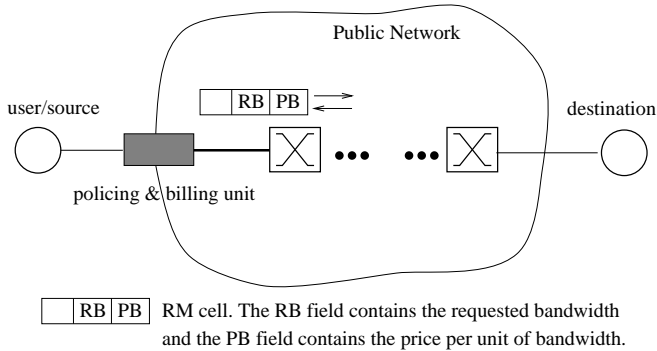 Public Network
RB PB
user/source
destination
policing & billing unit
RB PB RM cell. The RB field contains the requested bandwidth
and the PB field contains the price per unit of bandwidth.